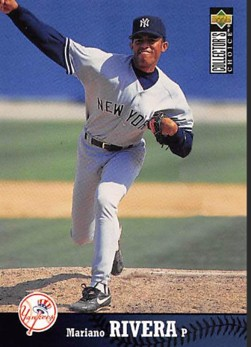 COLLECTOR'S
CHOICE
NEW YORK
Yankees
Mariano RIVERA P